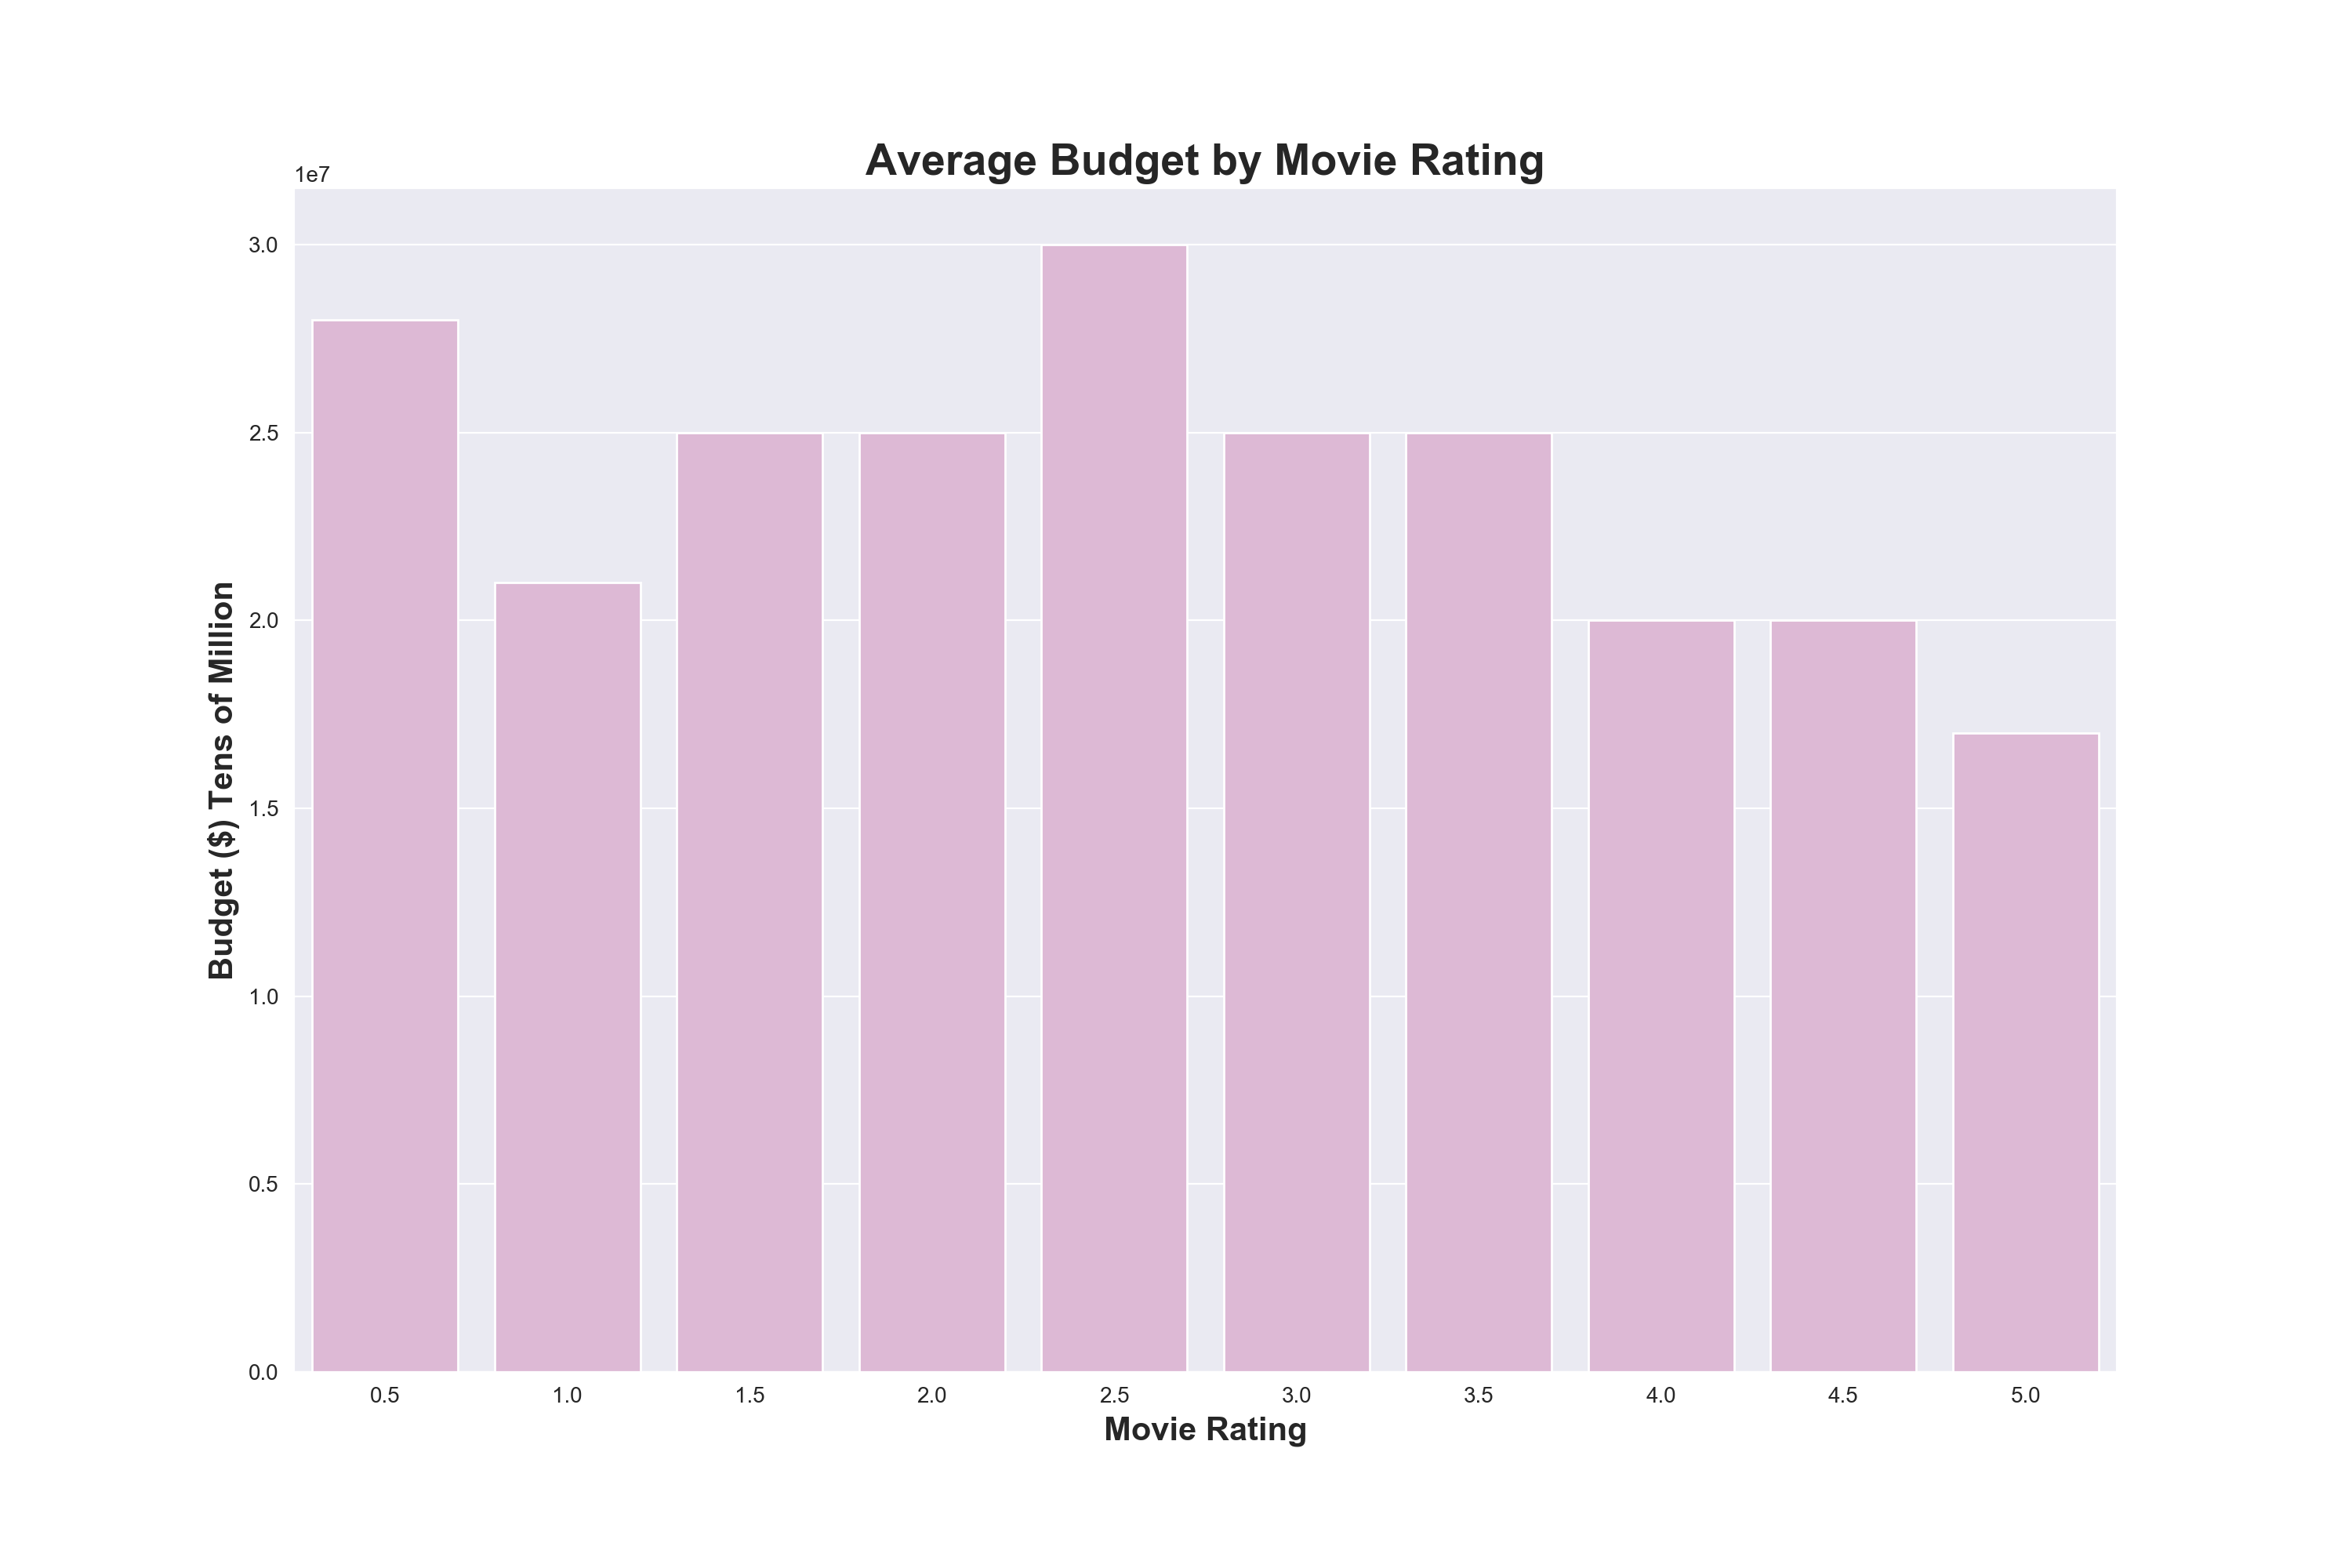 Average Budget by Movie Rating
1e7
3.0
2.5
2.0
1.5
1.0
0.5
0.0
Budget ($) Tens of Million
0.5 1.0 1.5 2.0 2.5 3.0 3.5 4.0 4.5 5.0
Movie Rating